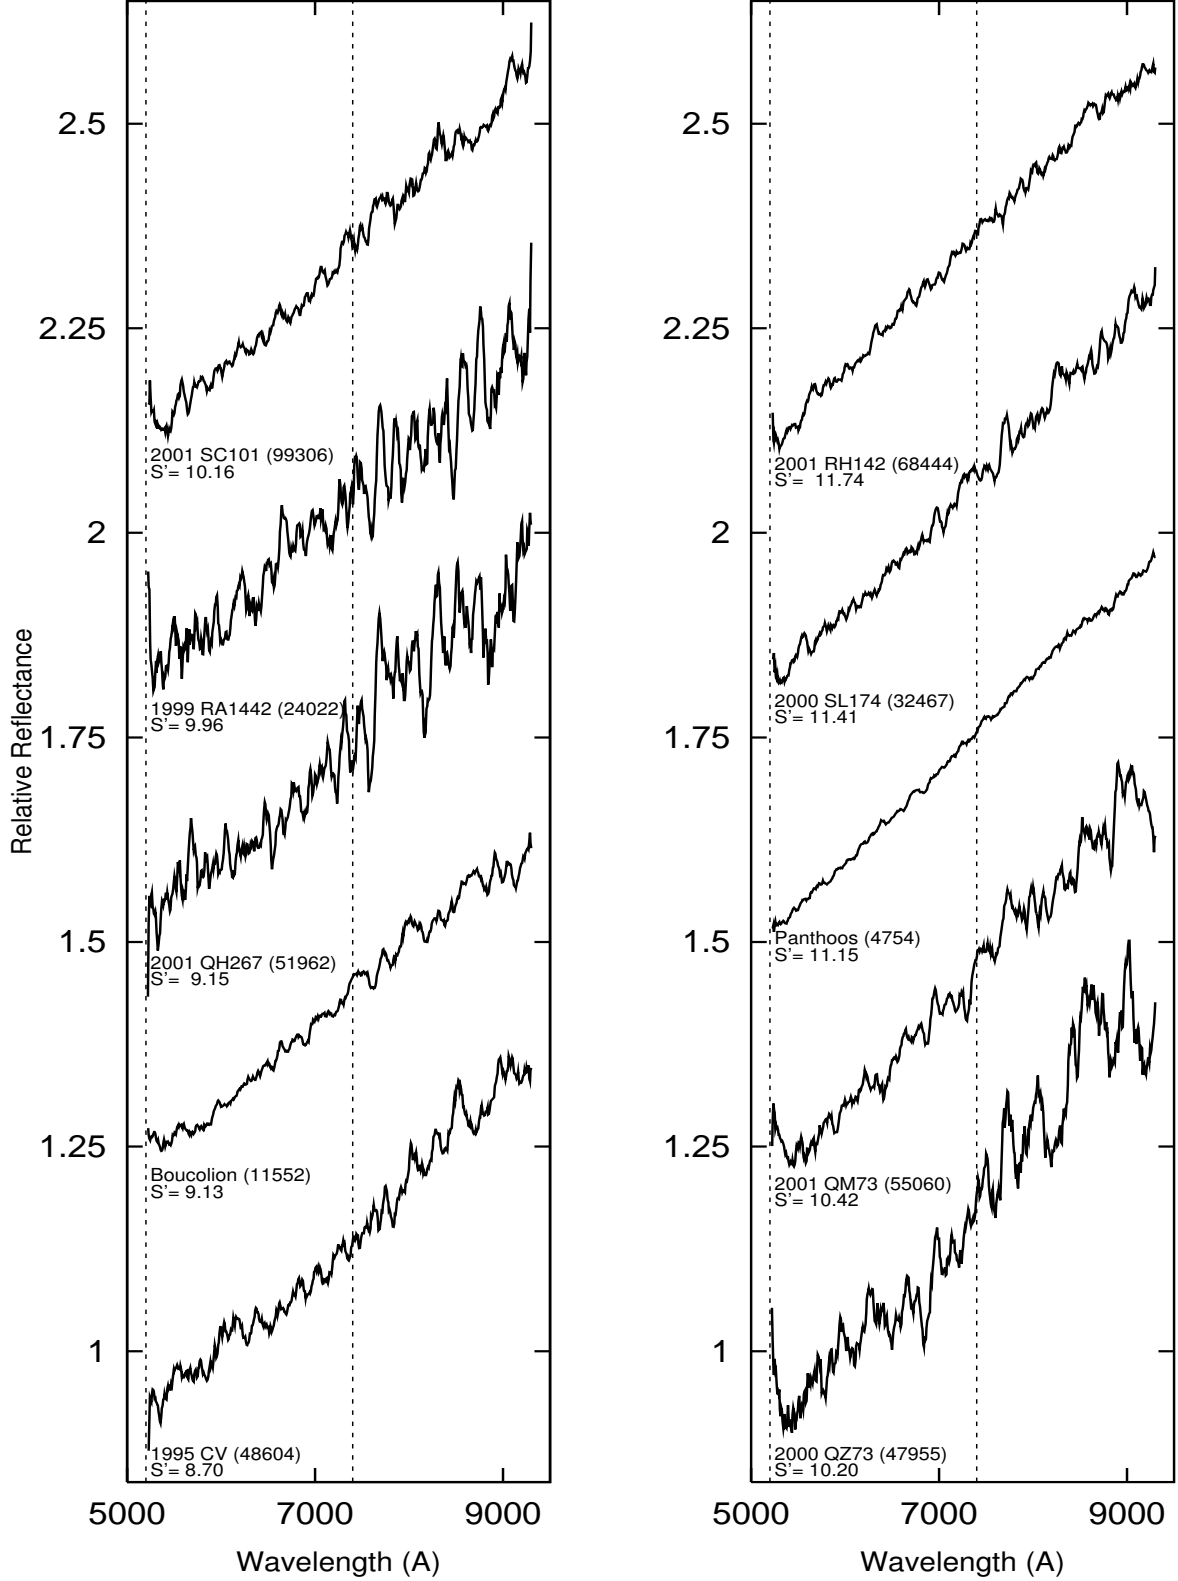 Relative Reflectance
2.5
2.25
2
1.75
1.5
1.25
1
2001 SC101 (99306)
S'= 10.16
1999 RA1442 (24022)
S'= 9.96
2001 QH267 (51962)
S'= 9.15
Boucolion (11552)
S'= 9.13
1995 CV (48604)
S'= 8.70
5000 7000 9000
Wavelength (A)
2.5
2.25
2
1.75
1.5
1.25
1
2001 RH142 (68444)
S'= 11.74
2000 SL174 (32467)
S'= 11.41
Panthoos (4754)
S'= 11.15
2001 QM73 (55060)
S'= 10.42
2000 QZ73 (47955)
S'= 10.20
5000 7000 9000
Wavelength (A)